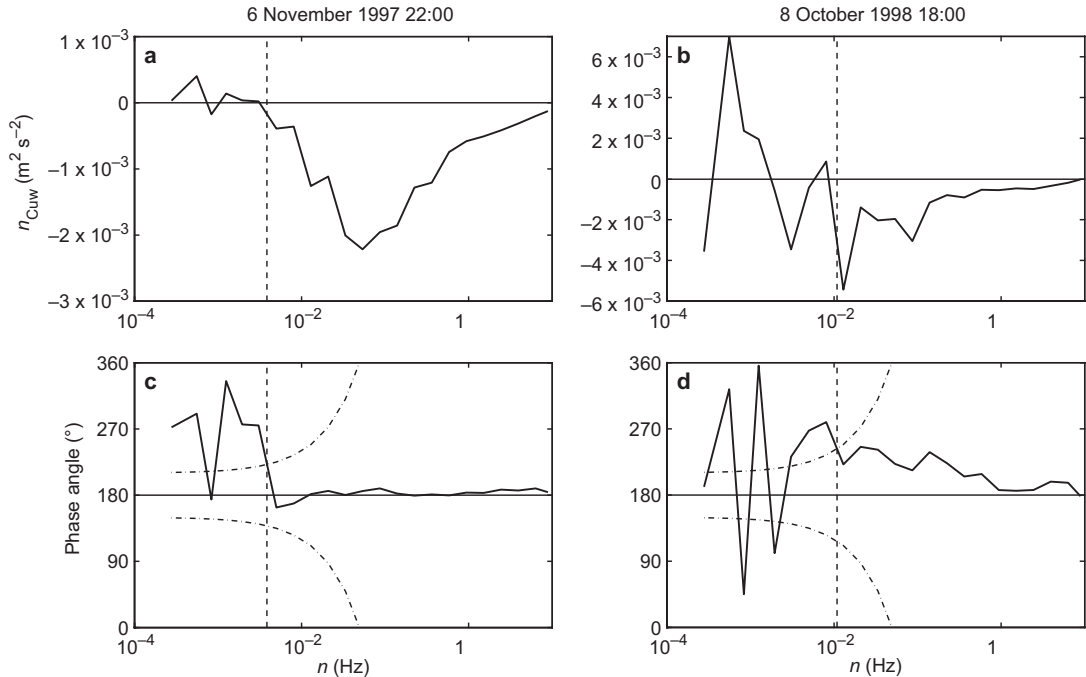 6 November 1997 22:00
8 October 1998 18:00
a
1 x 10⁻³
0
−1 x 10⁻³
−2 x 10⁻³
−3 x 10⁻³
n_Cuw (m² s⁻²)
10⁻⁴
10⁻²
1
b
6 x 10⁻³
4 x 10⁻³
2 x 10⁻³
0
−2 x 10⁻³
−4 x 10⁻³
−6 x 10⁻³
10⁻⁴
10⁻²
1
c
360
270
180
90
0
Phase angle (°)
10⁻⁴
10⁻²
1
n (Hz)
d
360
270
180
90
0
10⁻⁴
10⁻²
1
n (Hz)